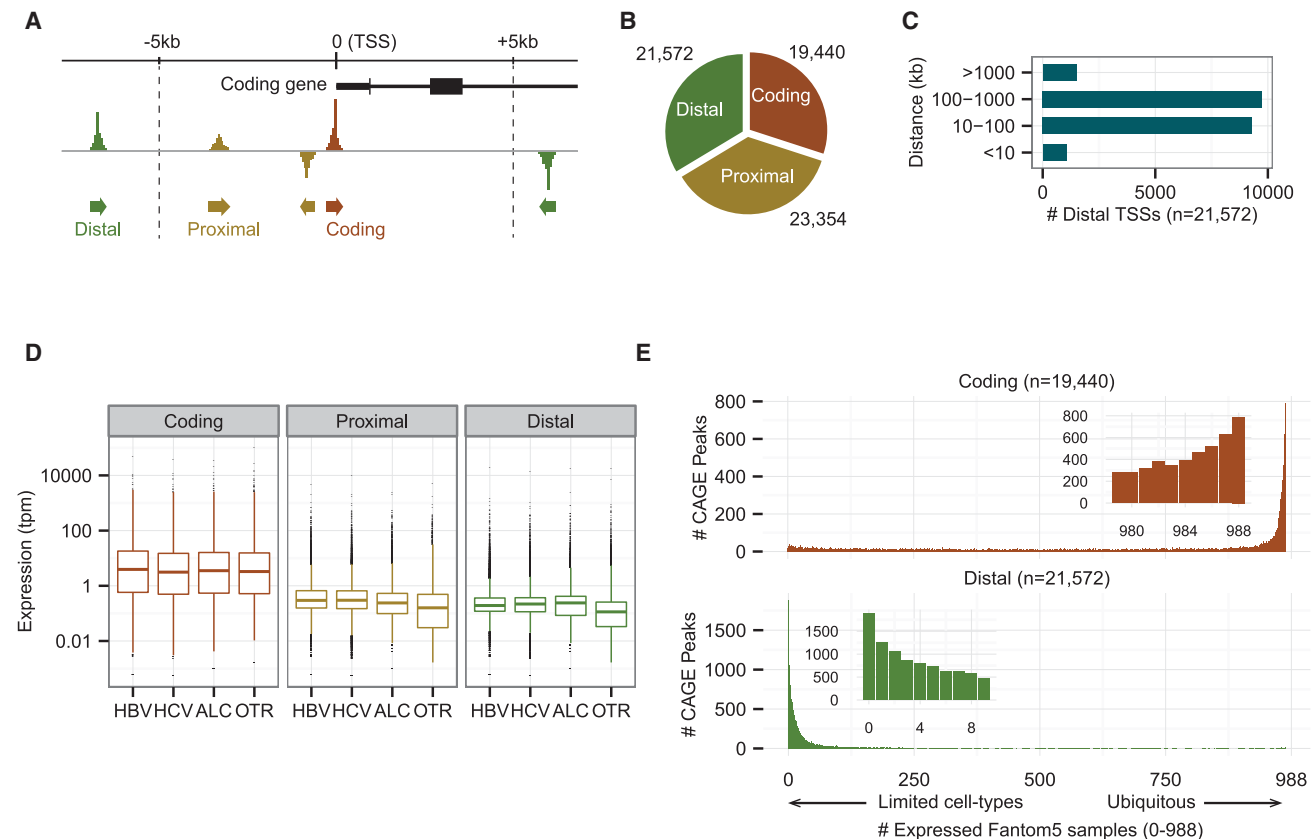 A
-5kb 0 (TSS) +5kb
Coding gene
Distal Proximal Coding
B
21,572 19,440
Distal Coding
Proximal
23,354
C
Distance (kb)
>1000
100−1000
10−100
<10
0 5000 10000
# Distal TSSs (n=21,572)
D
Coding Proximal Distal
Expression (tpm)
10000
100
1
0.01
HBV HCV ALC OTR HBV HCV ALC OTR HBV HCV ALC OTR
E
Coding (n=19,440)
# CAGE Peaks
800
600
400
200
0
800
600
400
200
0
980 984 988
Distal (n=21,572)
# CAGE Peaks
1500
1000
500
0
1500
1000
500
0
0 4 8
0 250 500 750 988
Limited cell-types Ubiquitous
# Expressed Fantom5 samples (0-988)